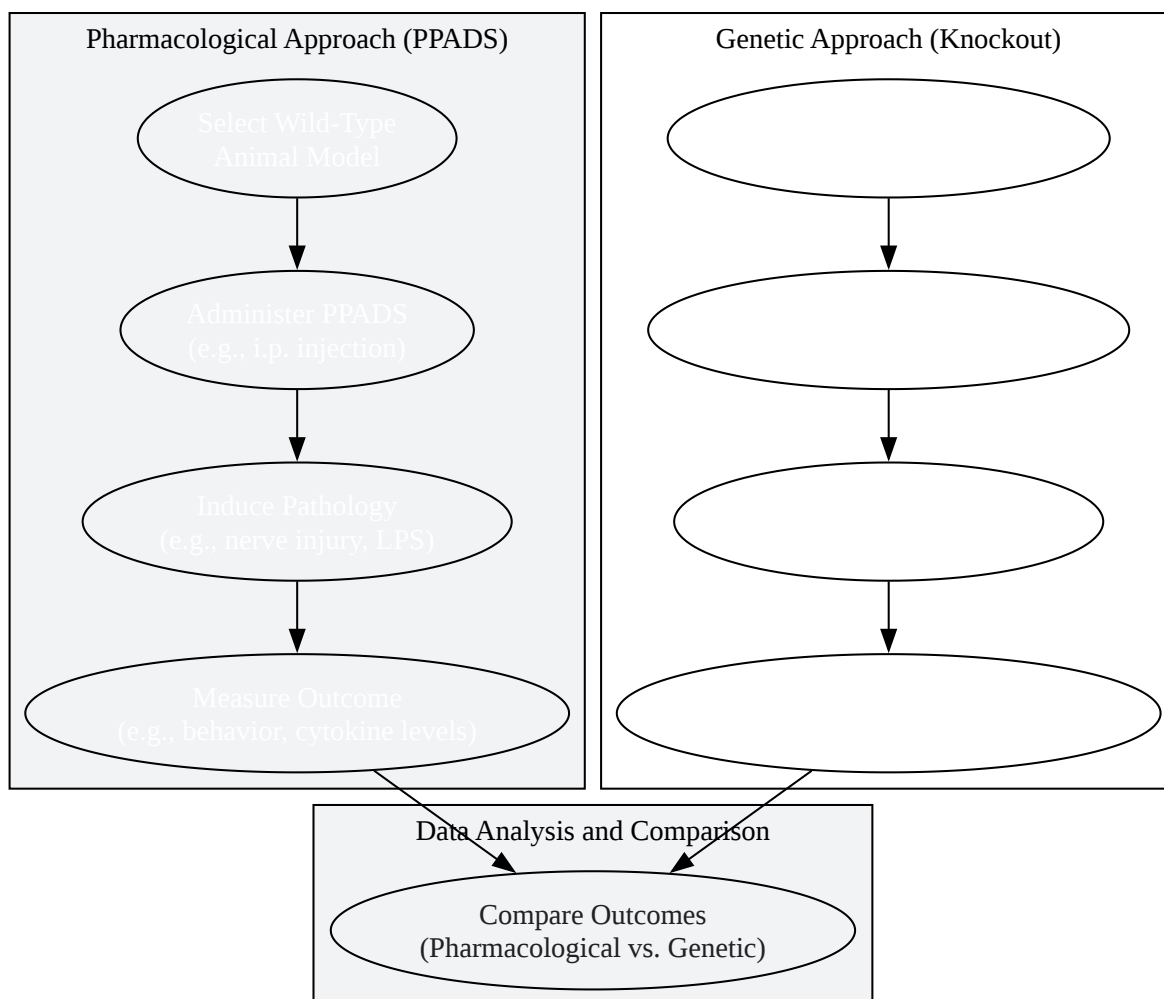 Pharmacological Approach (PPADS)
Select Wild-Type
Animal Model
Administer PPADS
(e.g., i.p. injection)
Induce Pathology
(e.g., nerve injury, LPS)
Measure Outcome
(e.g., behavior, cytokine levels)
Genetic Approach (Knockout)
Data Analysis and Comparison
Compare Outcomes
(Pharmacological vs. Genetic)